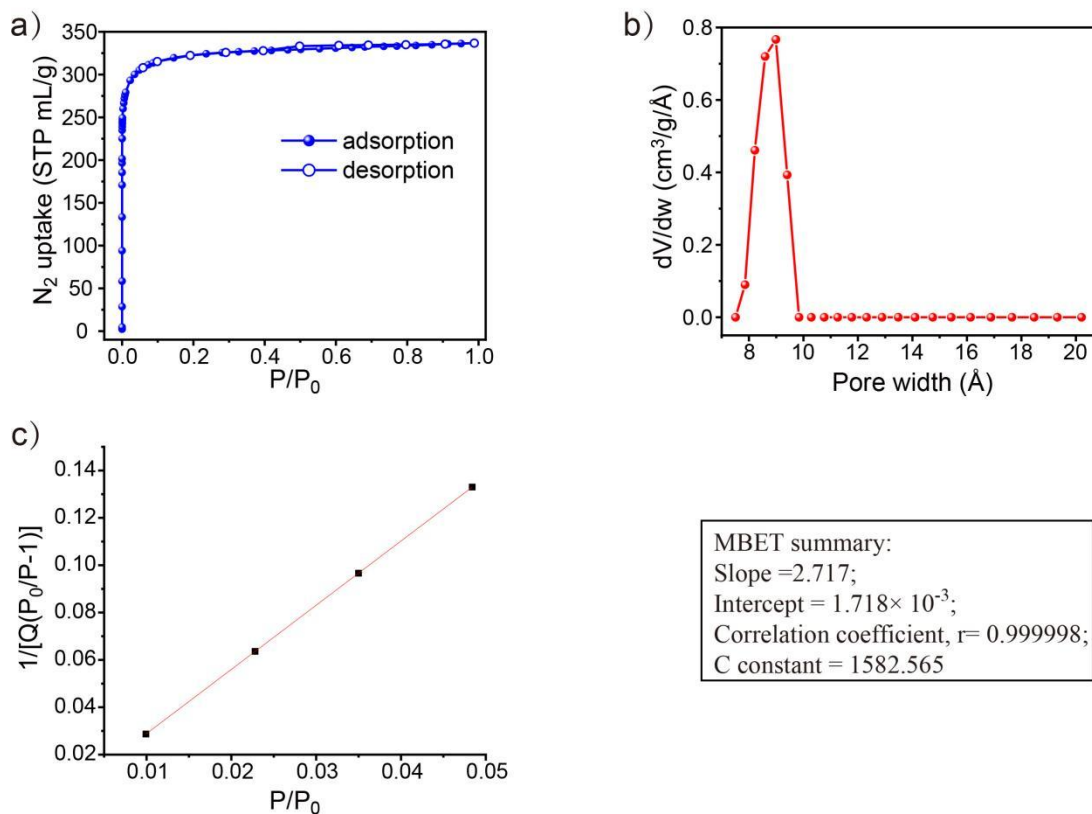 a)
350
300
250
200
150
100
50
0
N₂ uptake (STP mL/g)
adsorption
desorption
0.0 0.2 0.4 0.6 0.8 1.0
P/P₀
b)
0.8
0.6
0.4
0.2
0.0
dV/dw (cm³/g/Å)
8 10 12 14 16 18 20
Pore width (Å)
c)
0.14
0.12
0.10
0.08
0.06
0.04
0.02
1/[Q(P₀/P-1)]
0.01 0.02 0.03 0.04 0.05
P/P₀
MBET summary:
Slope =2.717;
Intercept = 1.718× 10⁻³;
Correlation coefficient, r= 0.999998;
C constant = 1582.565